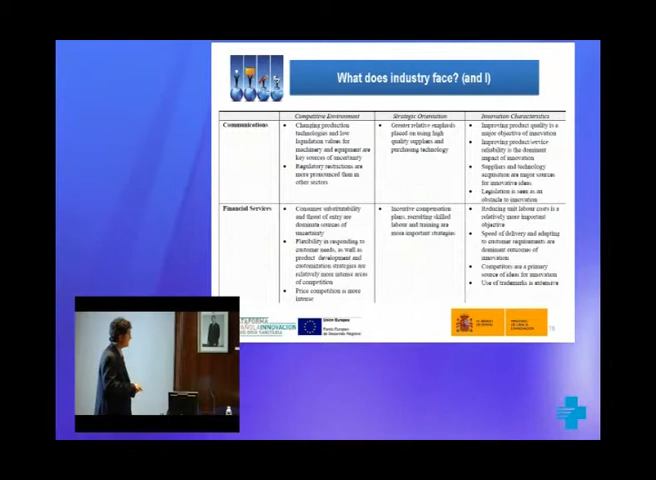 What does industry face? (and I)
Competitive Environment
Strategic Orientation
Innovation Characteristics
Communications
• Changing production
technologies and low
liquidation values for
machinery and equipment are
key sources of uncertainty
• Regulatory restrictions are
more pronounced than in
other sectors
• Greater relative emphasis
placed on using high
quality suppliers and
purchasing technology
• Improving product quality is a
major objective of innovation
• Improving product/service
reliability is the dominant
impact of innovation
• Suppliers and technology
acquisition are major sources
for innovative ideas
• Legislation is seen as an
obstacle to innovation
Financial Services
• Consumer substitutability
and threat of entry are
dominate sources of
uncertainty
• Flexibility in responding to
customer needs, as well as
product development and
customization strategies are
relatively more intense areas
of competition
• Price competition is more
intense
• Incentive compensation
plans, recruiting skilled
labour and training are
most important strategies
• Reducing unit labour costs is a
relatively more important
objective
• Speed of delivery and adapting
to customer requirements are
dominant outcomes of
innovation
• Competitors are a primary
source of ideas for innovation
• Use of trademarks is extensive
Unión Europea
Fondo Europeo
de Desarrollo Regional